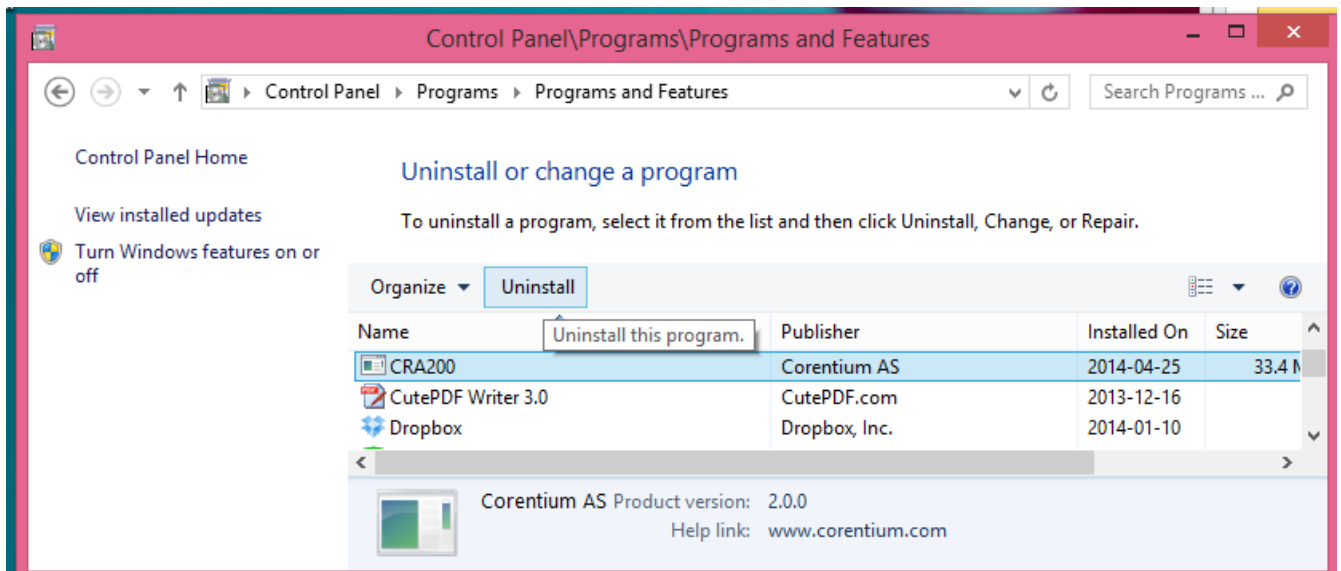 Control Panel\Programs\Programs and Features
Control Panel Programs Programs and Features Search Programs ...
Control Panel Home
Uninstall or change a program
View installed updates
To uninstall a program, select it from the list and then click Uninstall, Change, or Repair.
Turn Windows features on or
off
Organize Uninstall
Name Publisher Installed On Size
Uninstall this program.
CRA200 Corentium AS 2014-04-25 33.4
CutePDF Writer 3.0 CutePDF.com 2013-12-16
Dropbox Dropbox, Inc. 2014-01-10
Corentium AS Product version: 2.0.0
Help link: www.corentium.com